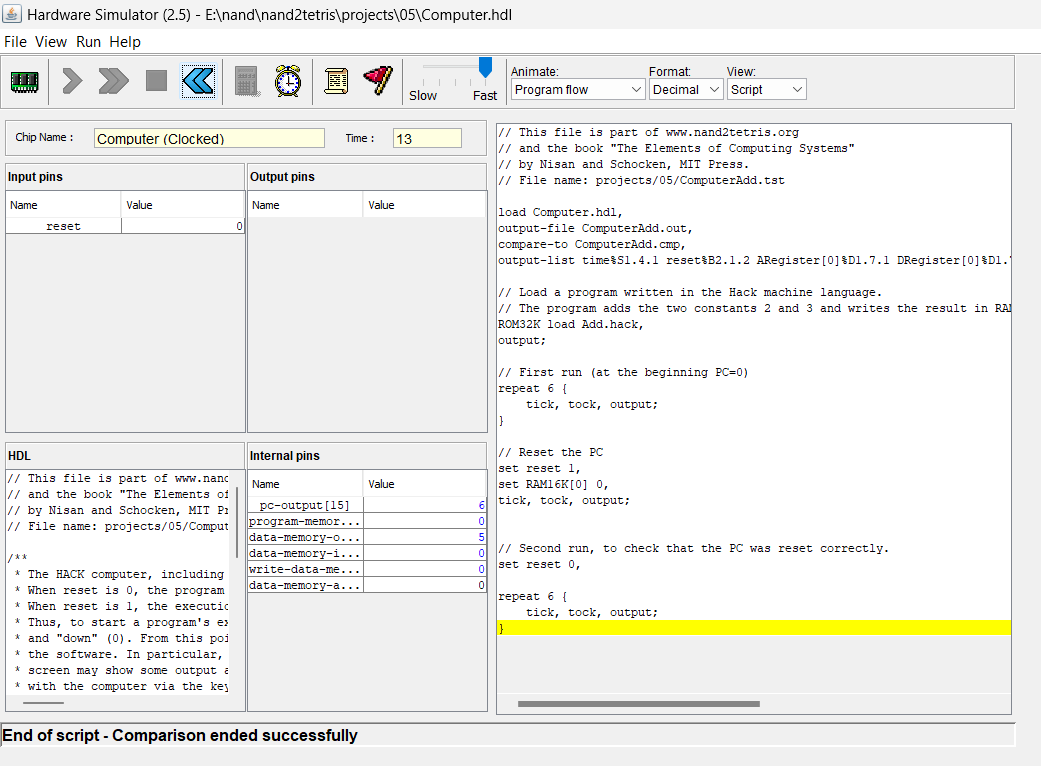 Hardware Simulator (2.5) - E:\nand\nand2tetris\projects\05\Computer.hdl
File View Run Help
Slow Fast
Animate: Format: View:
Program flow Decimal Script
Chip Name : Computer (Clocked) Time : 13
Input pins
Name Value
reset 0
Output pins
Name Value
HDL
// This file is part of www.nand
// and the book "The Elements of
// by Nisan and Schocken, MIT Pr
// File name: projects/05/Comput
/**
* The HACK computer, including
* When reset is 0, the program
* When reset is 1, the executio
* Thus, to start a program's ex
* and "down" (0). From this poi
* the software. In particular,
* screen may show some output a
* with the computer via the key
Internal pins
Name Value
pc-output[15] 6
program-memor... 0
data-memory-o... 5
data-memory-i... 0
write-data-me... 0
data-memory-a... 0
// This file is part of www.nand2tetris.org
// and the book "The Elements of Computing Systems"
// by Nisan and Schocken, MIT Press.
// File name: projects/05/ComputerAdd.tst
load Computer.hdl,
output-file ComputerAdd.out,
compare-to ComputerAdd.cmp,
output-list time%S1.4.1 reset%B2.1.2 ARegister[0]%D1.7.1 DRegister[0]%D1.7
// Load a program written in the Hack machine language.
// The program adds the two constants 2 and 3 and writes the result in RAM
ROM32K load Add.hack,
output;
// First run (at the beginning PC=0)
repeat 6 {
tick, tock, output;
}
// Reset the PC
set reset 1,
set RAM16K[0] 0,
tick, tock, output;
// Second run, to check that the PC was reset correctly.
set reset 0,
repeat 6 {
tick, tock, output;
}
End of script - Comparison ended successfully